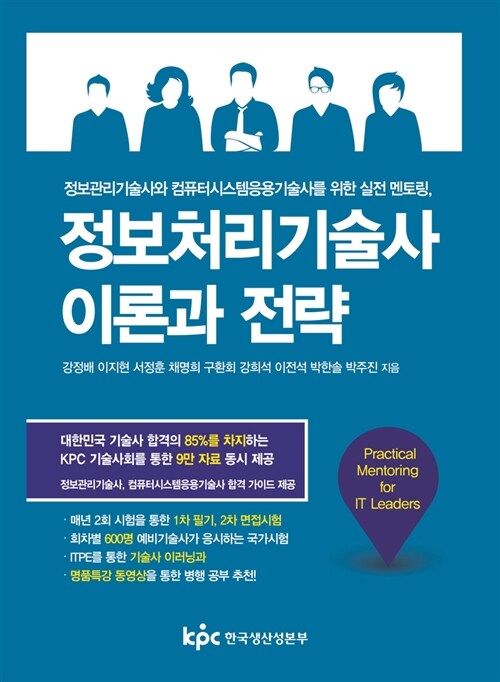 정보관리기술사와 컴퓨터시스템응용기술사를 위한 실전 멘토링,
정보처리기술사
이론과 전략
강정배 이지현 서정훈 채명희 구환회 강희석 이전석 박한솔 박주진 지음
대한민국 기술사 합격의 85%를 차지하는
KPC 기술사회를 통한 9만 자료 동시 제공
정보관리기술사, 컴퓨터시스템응용기술사 합격 가이드 제공
Practical
Mentoring
for
IT Leaders
· 매년 2회 시험을 통한 1차 필기, 2차 면접시험
· 회차별 600명 예비기술사가 응시하는 국가시험
· ITPE를 통한 기술사 이러닝과
· 명품특강 동영상을 통한 병행 공부 추천!
kpc 한국생산성본부